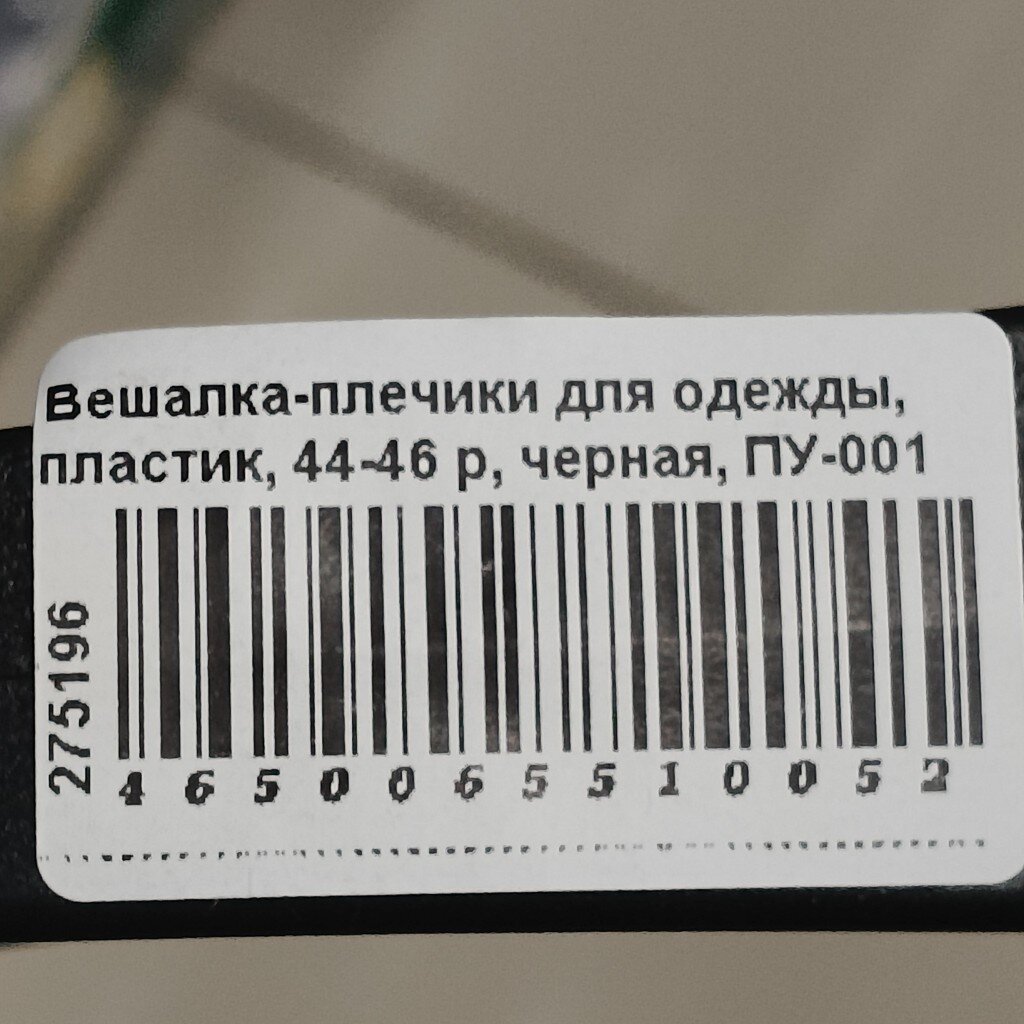 Вешалка-плечики для одежды,
пластик, 44-46 р, черная, ПУ-001
275196
4650065510052